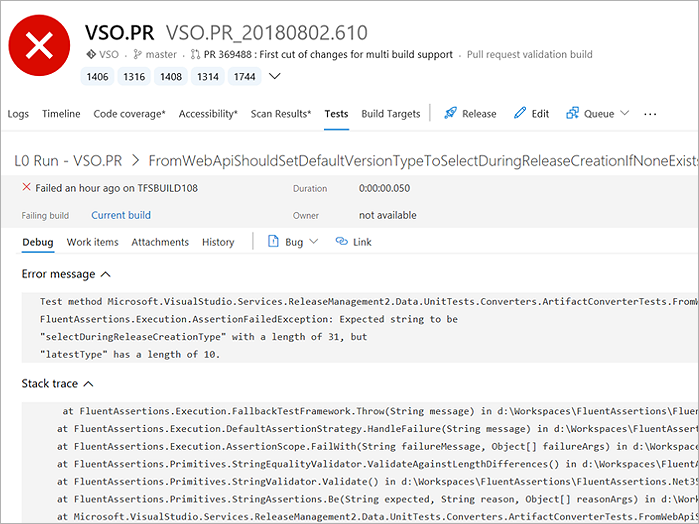 VSO.PR VSO.PR_20180802.610
VSO master PR 369488 : First cut of changes for multi build support • Pull request validation build
1406 1316 1408 1314 1744
Logs Timeline Code coverage* Accessibility* Scan Results* Tests Build Targets Release Edit Queue ...
L0 Run - VSO.PR > FromWebApiShouldSetDefaultVersionTypeToSelectDuringReleaseCreationIfNoneExists
Failed an hour ago on TFSBUILD108 Duration 0:00:00.050
Failing build Current build Owner not available
Debug Work items Attachments History Bug Link
Error message
Test method Microsoft.VisualStudio.Services.ReleaseManagement2.Data.UnitTests.Converters.ArtifactConverterTests.FromW
FluentAssertions.Execution.AssertionFailedException: Expected string to be
"selectDuringReleaseCreationType" with a length of 31, but
"latestType" has a length of 10.
Stack trace
at FluentAssertions.Execution.FallbackTestFramework.Throw(String message) in d:\Workspaces\FluentAssertions\Flue
at FluentAssertions.Execution.DefaultAssertionStrategy.HandleFailure(String message) in d:\Workspaces\FluentAsser
at FluentAssertions.Execution.AssertionScope.FailWith(String failureMessage, Object[] failureArgs) in d:\Workspac
at FluentAssertions.Primitives.StringEqualityValidator.ValidateAgainstLengthDifferences() in d:\Workspaces\FluentA
at FluentAssertions.Primitives.StringValidator.Validate() in d:\Workspaces\FluentAssertions\FluentAssertions.Net35
at FluentAssertions.Primitives.StringAssertions.Be(String expected, String reason, Object[] reasonArgs) in d:\Work
at Microsoft.VisualStudio.Services.ReleaseManagement2.Data.UnitTests.Converters.ArtifactConverterTests.FromWebApiS